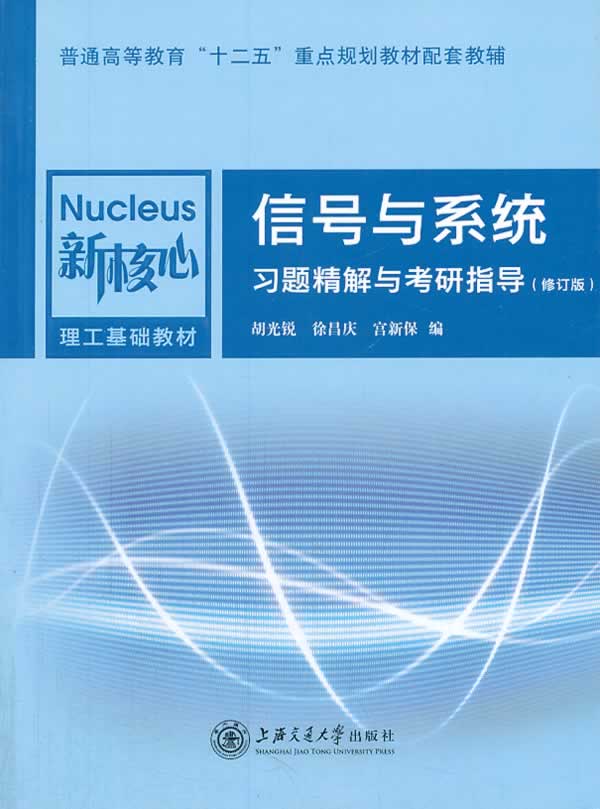 普通高等教育“十二五”重点规划教材配套教辅
Nucleus
新核心
理工基础教材
信号与系统
习题精解与考研指导（修订版）
胡光锐 徐昌庆 宫新保 编
上海交通大学出版社
SHANGHAI JIAO TONG UNIVERSITY PRESS